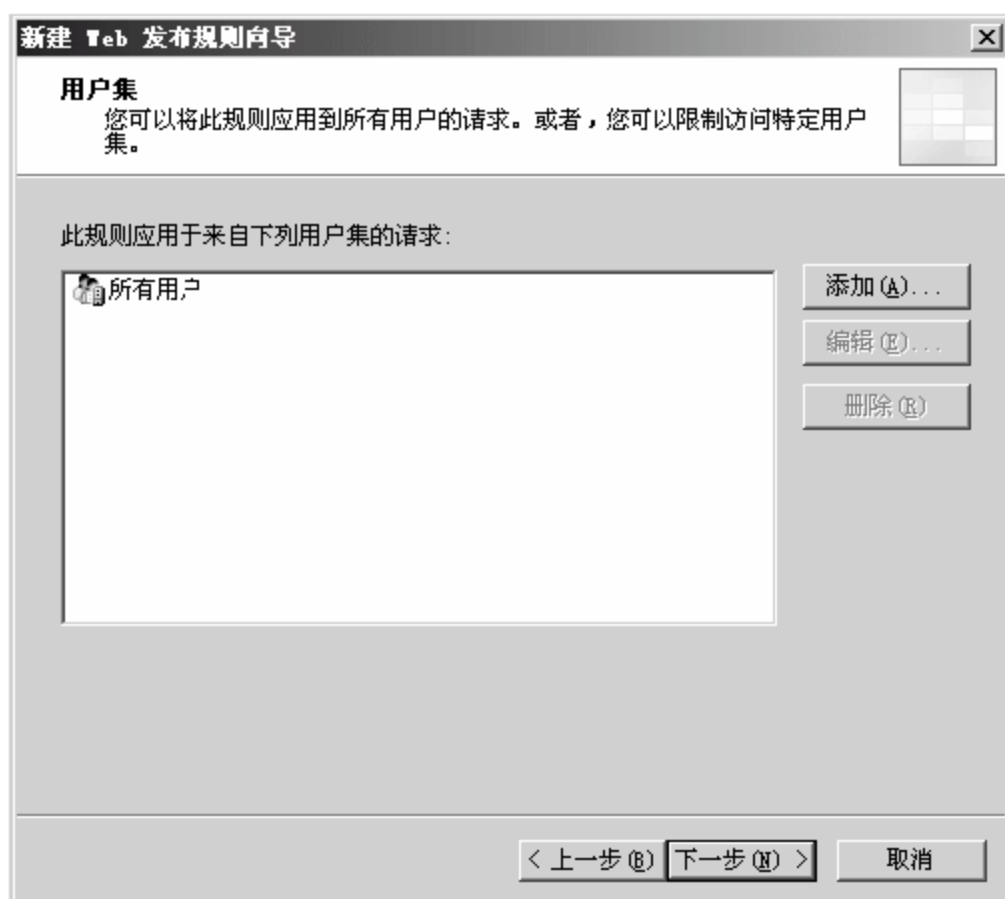 新建 Web 发布规则向导
用户集
您可以将此规则应用到所有用户的请求。或者，您可以限制访问特定用户
集。
此规则应用于来自下列用户集的请求:
所有用户
添加(A)...
编辑(E)...
删除(R)
< 上一步(B)
下一步(N) >
取消